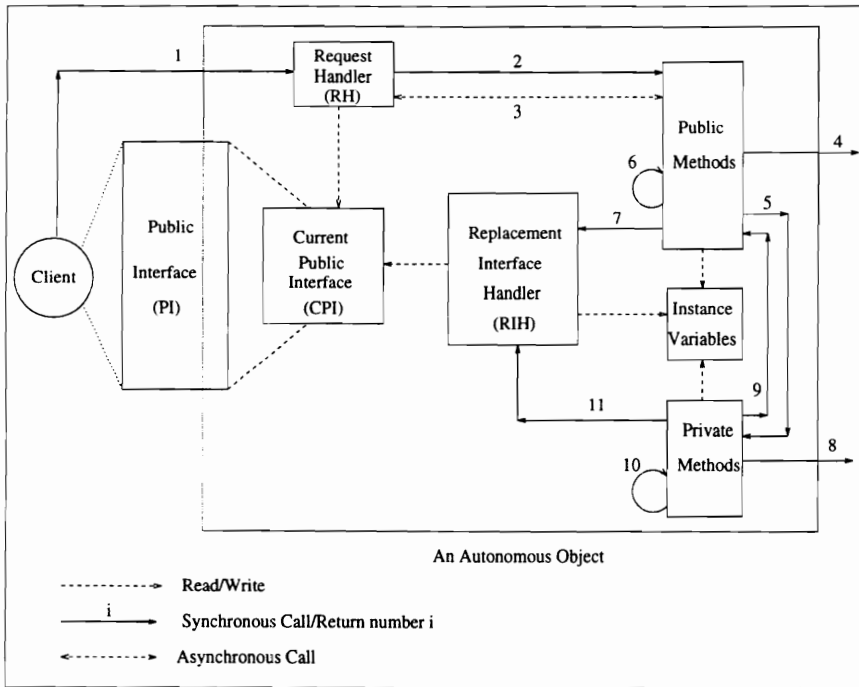 1
Request
Handler
(RH)
2
3
Public
Methods
4
6
5
7
Client
Public
Interface
(PI)
Current
Public
Interface
(CPI)
Replacement
Interface
Handler
(RIH)
Instance
Variables
9
11
Private
Methods
8
10
An Autonomous Object
Read/Write
i
Synchronous Call/Return number i
Asynchronous Call